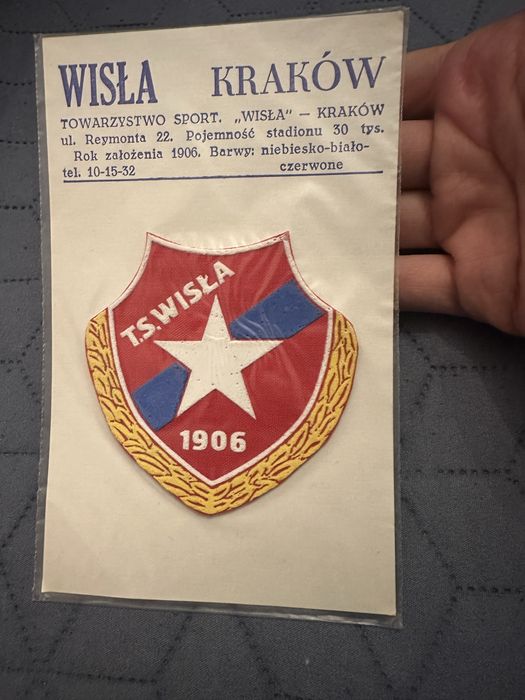 WISŁA KRAKÓW
TOWARZYSTWO SPORT. „WISŁA" — KRAKÓW
ul. Reymonta 22. Pojemność stadionu 30 tys.
Rok założenia 1906. Barwy: niebiesko-biało-
tel. 10-15-32 czerwone
T.S. WISŁA
1906